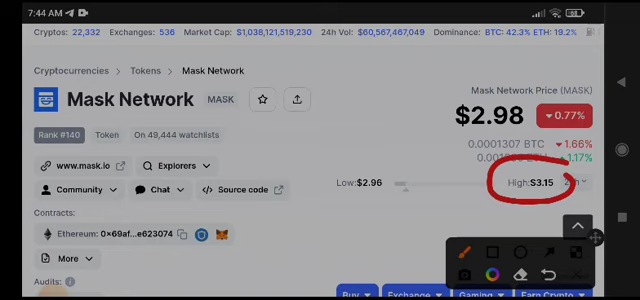 7:44 AM
Cryptos: 22,332 Exchanges: 536 Market Cap: $1,038,121,519,230 24h Vol: $60,567,467,049 Dominance: BTC: 42.3% ETH: 19.2%
Cryptocurrencies > Tokens > Mask Network
Mask Network Price (MASK)
Mask Network MASK
$2.98 0.77%
Rank #140 Token On 49,444 watchlists
0.0001307 BTC 1.66%
1.17%
www.mask.io Explorers
Low:$2.96 High:$3.15
Community Chat Source code
Contracts:
Ethereum: 0x69af...e623074
More
Audits:
Buy Exchange Gaming Earn Crypto